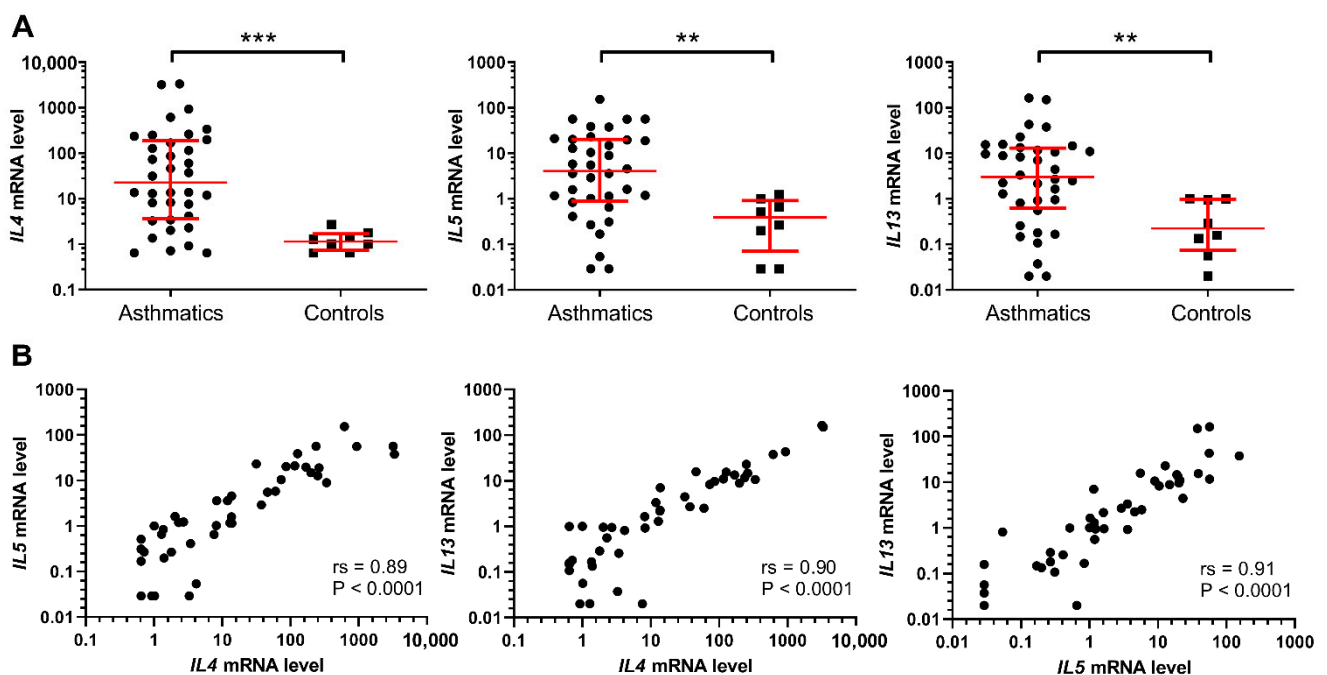 A
***
10,000
1000
100
10
1
0.1
IL4 mRNA level
Asthmatics
Controls
**
1000
100
10
1
0.1
0.01
IL5 mRNA level
Asthmatics
Controls
**
1000
100
10
1
0.1
0.01
IL13 mRNA level
Asthmatics
Controls
B
1000
100
10
1
0.1
0.01
IL5 mRNA level
rs = 0.89
P < 0.0001
0.1 1 10 100 1000 10,000
IL4 mRNA level
1000
100
10
1
0.1
0.01
IL13 mRNA level
rs = 0.90
P < 0.0001
0.1 1 10 100 1000 10,000
IL4 mRNA level
1000
100
10
1
0.1
0.01
IL13 mRNA level
rs = 0.91
P < 0.0001
0.01 0.1 1 10 100 1000
IL5 mRNA level